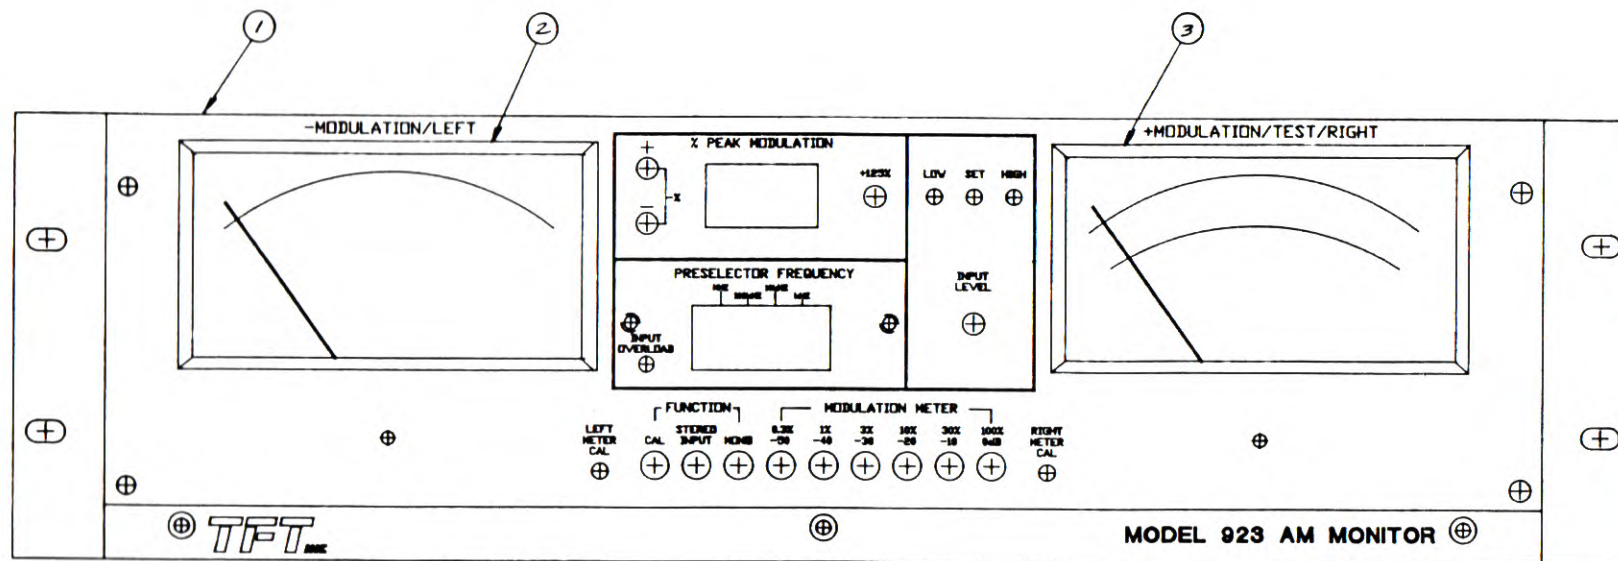 1
2
3
-MODULATION/LEFT
+MODULATION/TEST/RIGHT
% PEAK MODULATION
+
-
-%
+125%
LOW SET HIGH
PRESELECTOR FREQUENCY
INPUT
OVERLOAD
INPUT
LEVEL
FUNCTION
MODULATION METER
LEFT
METER
CAL
CAL
STEREO
INPUT
MONO
0.3% 1% 3% 10% 30% 100%
-50 -40 -30 -20 -10 0dB
RIGHT
METER
CAL
TFT
MODEL 923 AM MONITOR